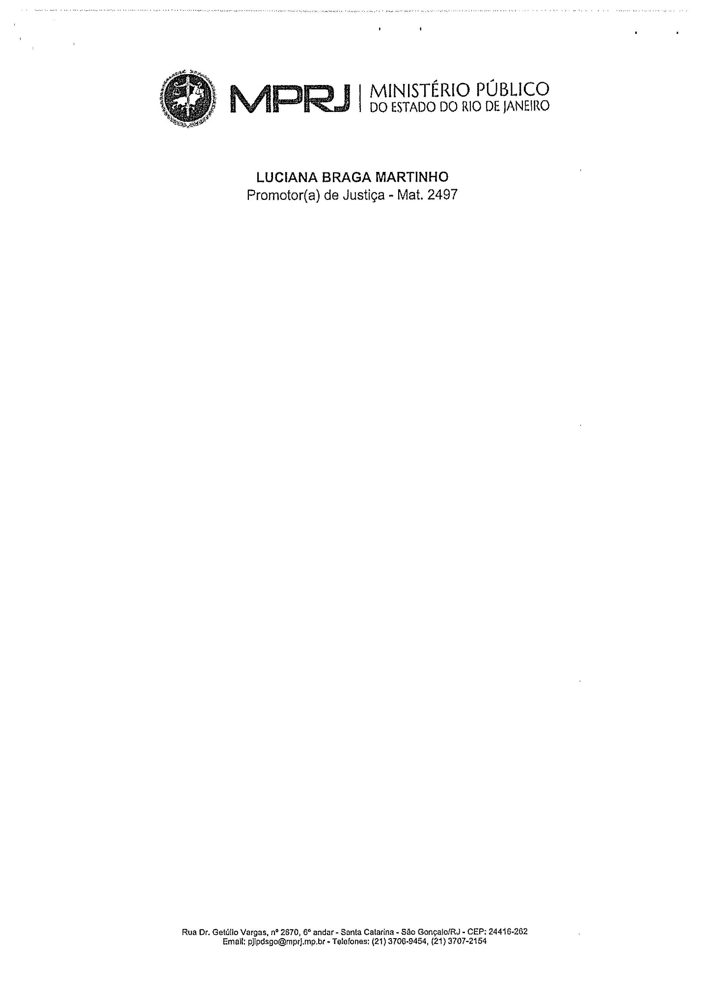 MPRJ | MINISTÉRIO PÚBLICO
DO ESTADO DO RIO DE JANEIRO
LUCIANA BRAGA MARTINHO
Promotor(a) de Justiça - Mat. 2497
Rua Dr. Getúlio Vargas, nº 2670, 6º andar - Santa Catarina - São Gonçalo/RJ - CEP: 24416-262
Email: pjipdsgo@mprj.mp.br - Telefones: (21) 3706-9454, (21) 3707-2154